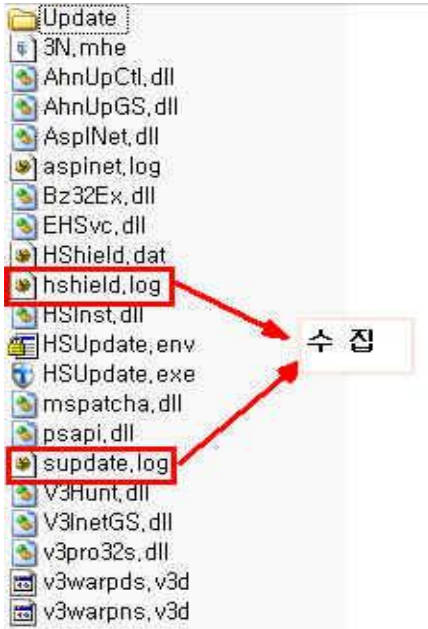 Update
3N,mhe
AhnUpCtl,dll
AhnUpGS,dll
AspINet,dll
aspinet,log
Bz32Ex,dll
EHSvc,dll
HShield,dat
hshield,log
HSInst,dll
수 집
HSUpdate,env
HSUpdate,exe
mspatcha,dll
psapi,dll
supdate,log
V3Hunt,dll
V3InetGS,dll
v3pro32s,dll
v3warpds,v3d
v3warpns,v3d